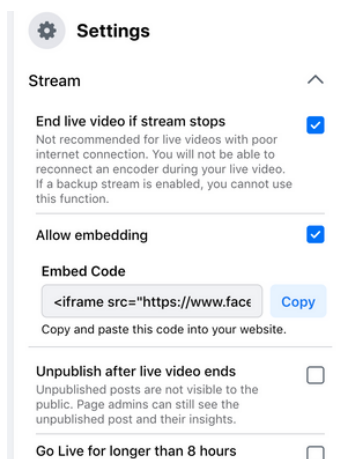 Settings
Stream
End live video if stream stops
Not recommended for live videos with poor
internet connection. You will not be able to
reconnect an encoder during your live video.
If a backup stream is enabled, you cannot use
this function.
Allow embedding
Embed Code
<iframe src="https://www.face
Copy
Copy and paste this code into your website.
Unpublish after live video ends
Unpublished posts are not visible to the
public. Page admins can still see the
unpublished post and their insights.
Go Live for longer than 8 hours